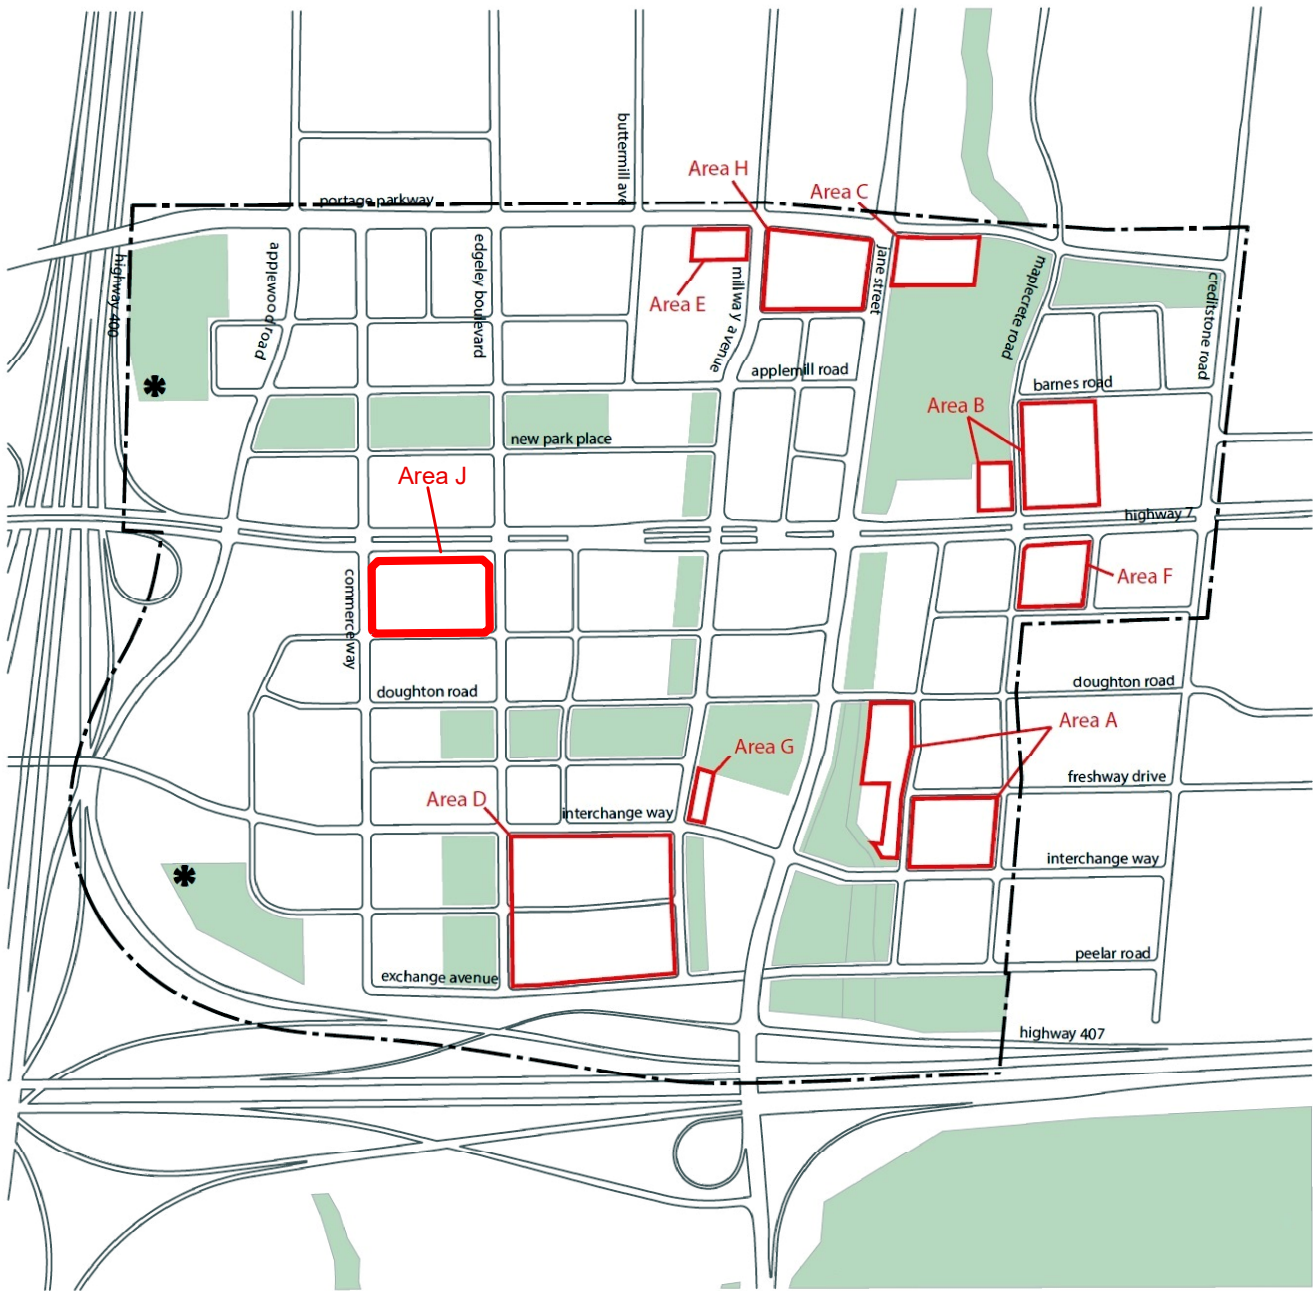 buttermill ave
Area H
Area C
portage parkway
highway 400
applewood road
edgeley boulevard
Area E
millway avenue
jane street
maplecrete road
creditstone road
applemill road
barnes road
Area B
new park place
Area J
highway 7
Area F
commerce way
doughton road
doughton road
Area A
Area G
freshway drive
Area D
interchange way
interchange way
peelar road
exchange avenue
highway 407